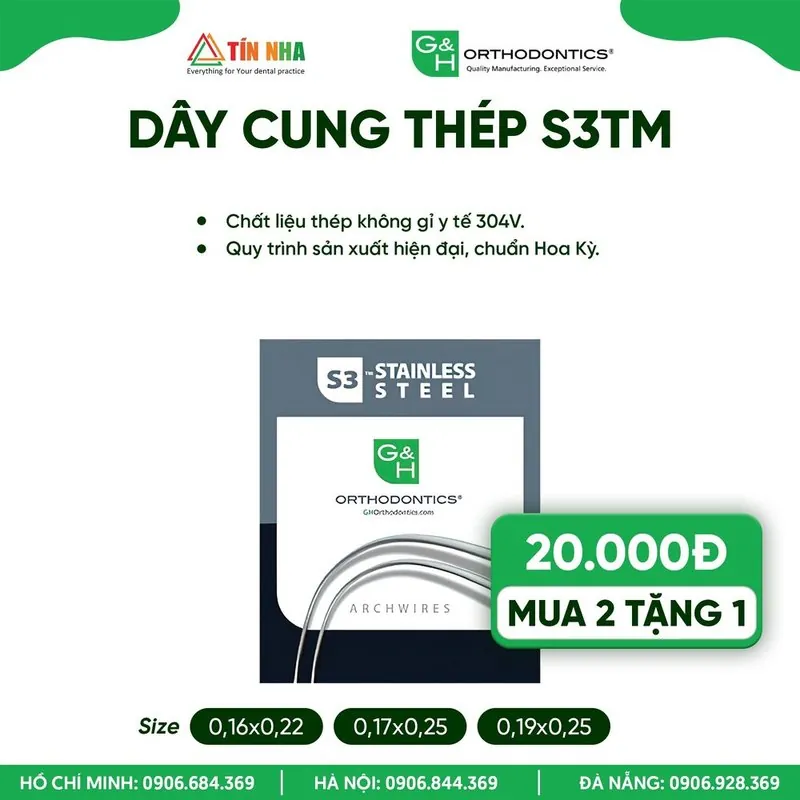 TÍN NHA
Everything for Your dental practice
G&H ORTHODONTICS®
Quality Manufacturing. Exceptional Service.
DÂY CUNG THÉP S3TM
• Chất liệu thép không gỉ y tế 304V.
• Quy trình sản xuất hiện đại, chuẩn Hoa Kỳ.
S3™ STAINLESS
STEEL
G&H
ORTHODONTICS®
GHOrthodontics.com
ARCHWIRES
20.000Đ
MUA 2 TẶNG 1
Size 0,16x0,22 0,17x0,25 0,19x0,25
HỒ CHÍ MINH: 0906.684.369 | HÀ NỘI: 0906.844.369 | ĐÀ NẴNG: 0906.928.369